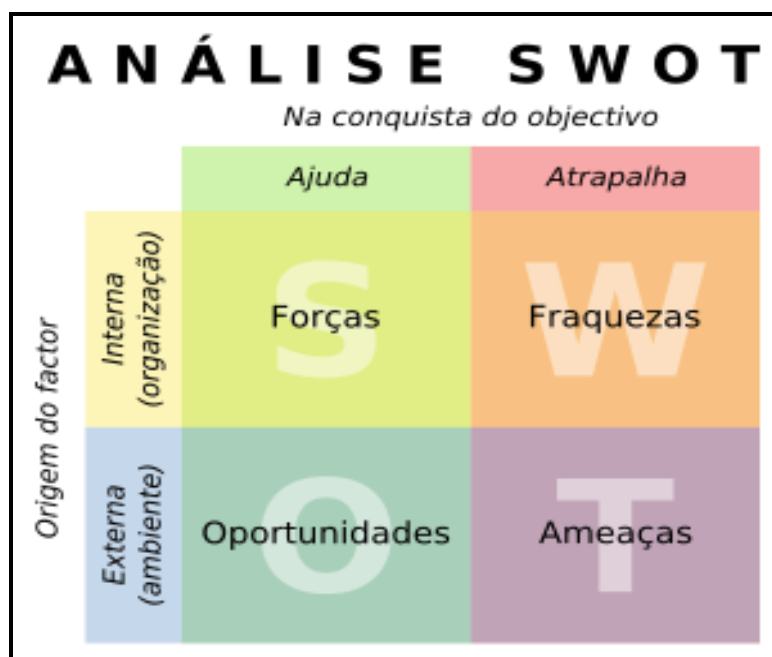 ANÁLISE SWOT
Na conquista do objectivo
Ajuda
Atrapalha
Origem do factor
Interna
(organização)
S
Forças
W
Fraquezas
Externa
(ambiente)
O
Oportunidades
T
Ameaças